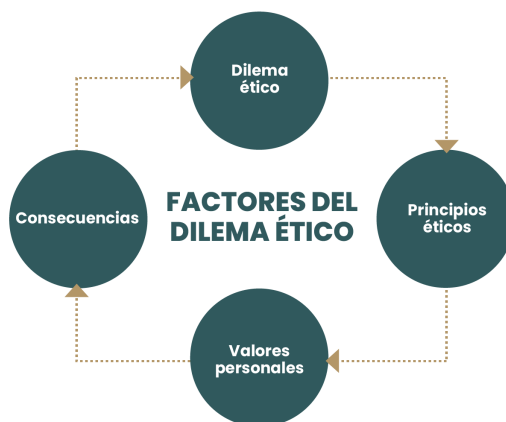 Dilema
ético
Consecuencias
FACTORES DEL
DILEMA ÉTICO
Principios
éticos
Valores
personales